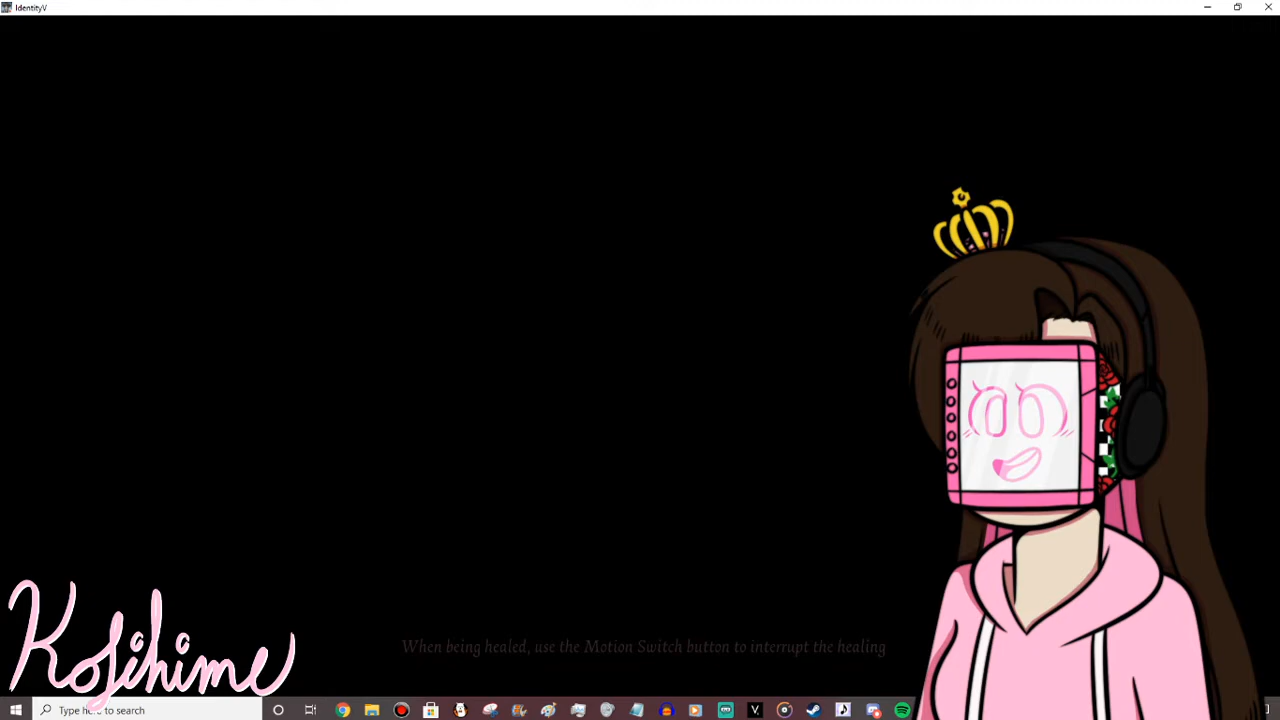 IdentityV
When being healed, use the Motion Switch button to interrupt the healing
Kojihime
Type here to search